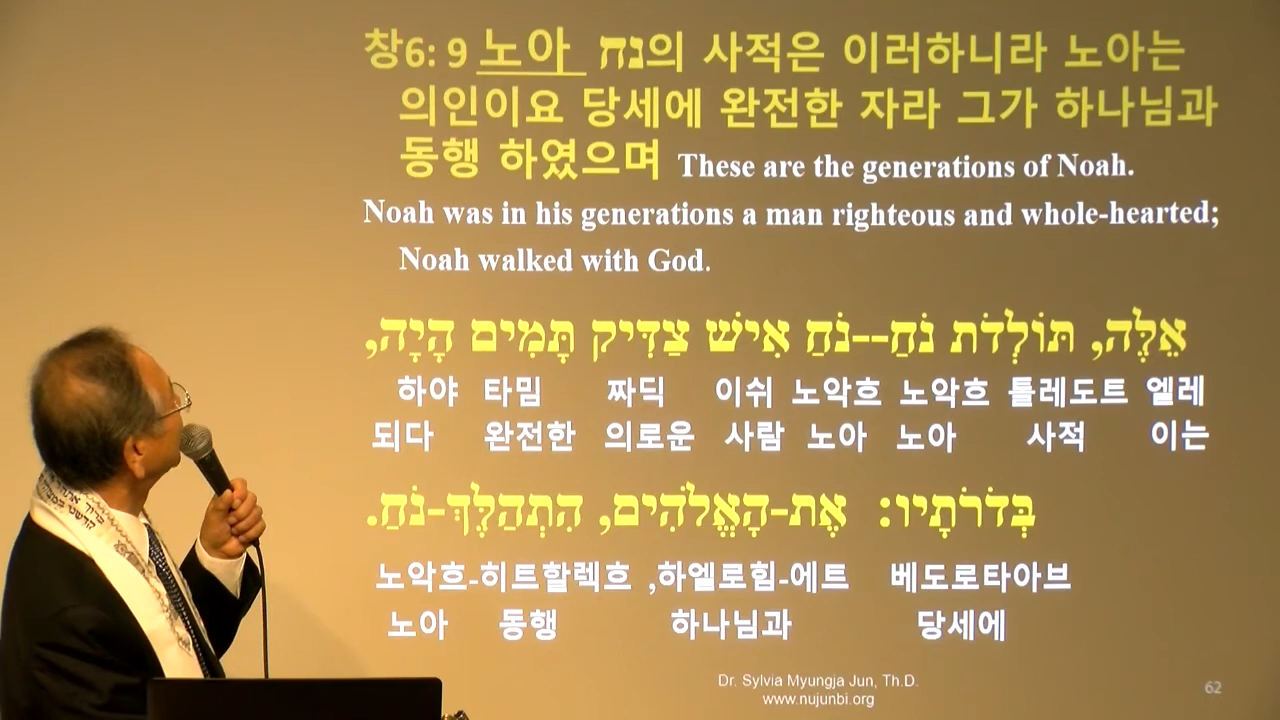 창6: 9 노아 נח의 사적은 이러하니라 노아는
의인이요 당세에 완전한 자라 그가 하나님과
동행 하였으며 These are the generations of Noah.
Noah was in his generations a man righteous and whole-hearted;
Noah walked with God.
אֵלֶּה, תּוֹלְדֹת נֹחַ--נֹחַ אִישׁ צַדִּיק תָּמִים הָיָה,
하야 타밈 짜딕 이쉬 노악흐 노악흐 톨레도트 엘레
되다 완전한 의로운 사람 노아 노아 사적 이는
בְּדֹרֹתָיו: אֶת-הָאֱלֹהִים, הִתְהַלֶּךְ-נֹחַ.
노악흐-히트할렉흐 ,하엘로힘-에트 베도로타아브
노아 동행 하나님과 당세에
Dr. Sylvia Myungja Jun, Th.D.
www.nujunbi.org
62